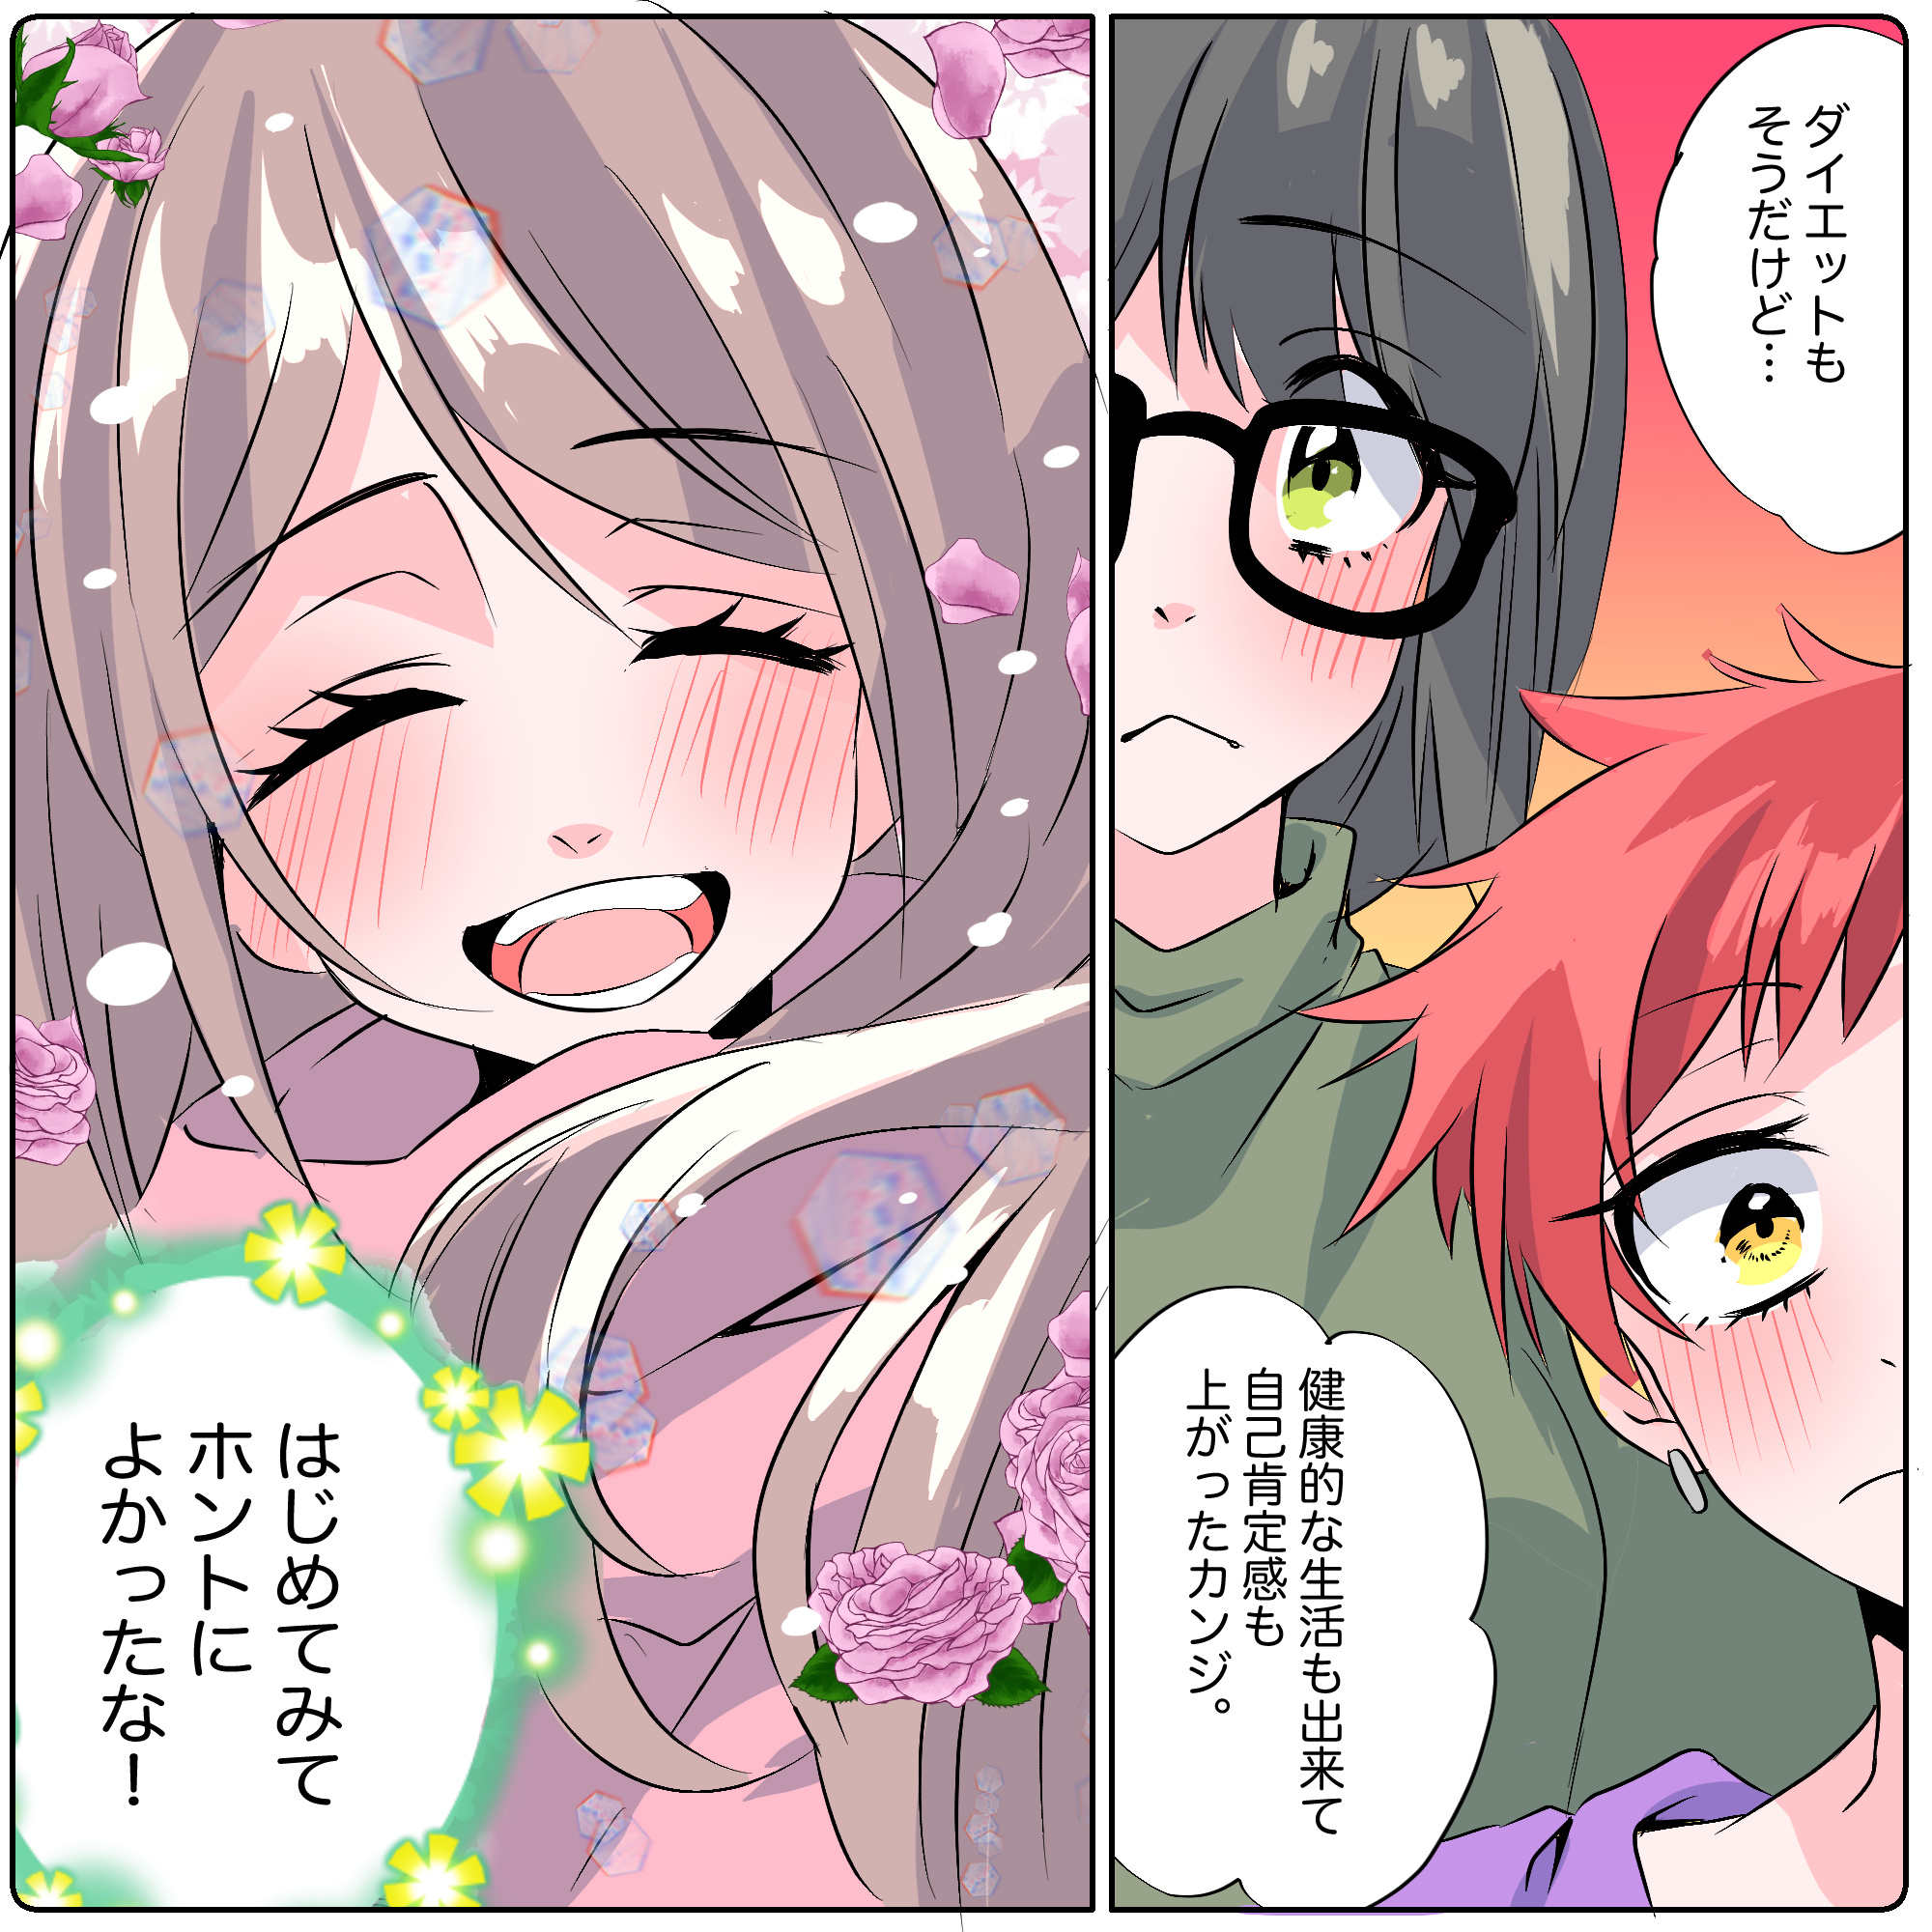 ダイエットも
そうだけど…
健康的な生活も出来て
自己肯定感も
上がったカンジ。
はじめてみて
ホントに
よかったな！